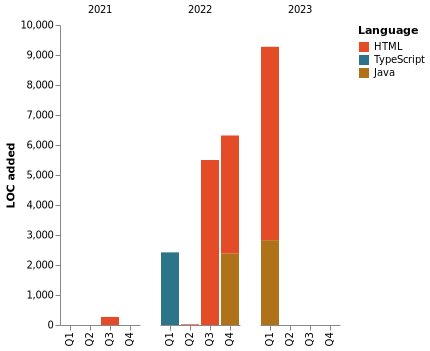 2021 2022 2023
Language
HTML
TypeScript
Java
LOC added
10,000
9,000
8,000
7,000
6,000
5,000
4,000
3,000
2,000
1,000
0
Q1 Q2 Q3 Q4 Q1 Q2 Q3 Q4 Q1 Q2 Q3 Q4